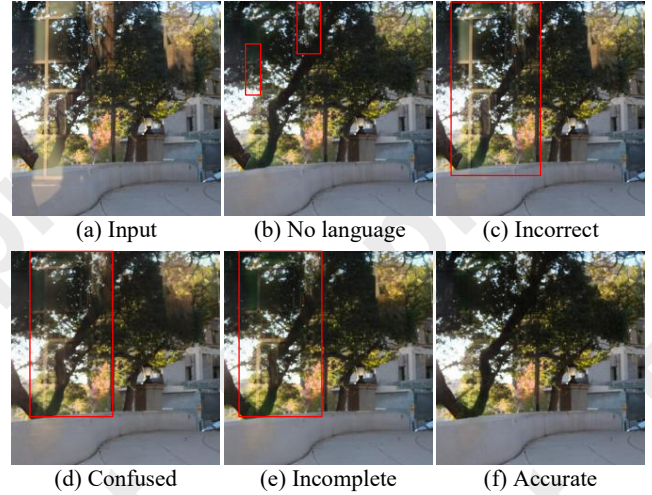 (a) Input
(b) No language
(c) Incorrect
(d) Confused
(e) Incomplete
(f) Accurate